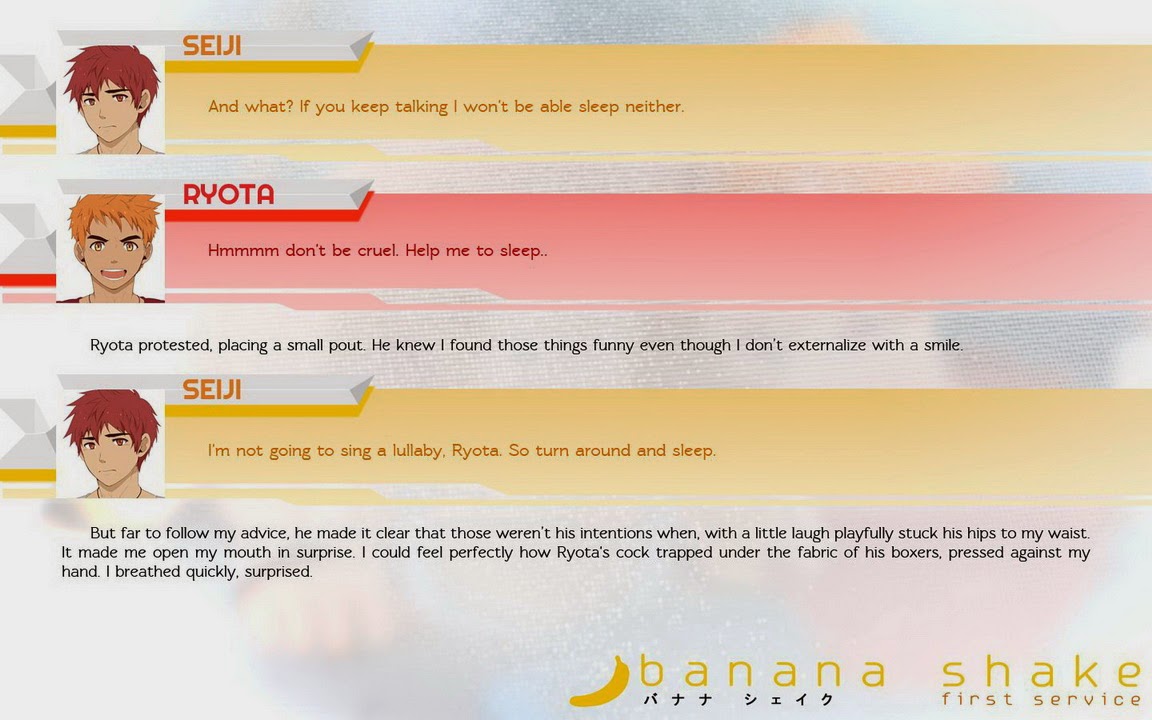 SEIJI
And what? If you keep talking I won't be able sleep neither.
RYOTA
Hmmmm don't be cruel. Help me to sleep..
Ryota protested, placing a small pout. He knew I found those things funny even though I don't externalize with a smile.
SEIJI
I'm not going to sing a lullaby, Ryota. So turn around and sleep.
But far to follow my advice, he made it clear that those weren't his intentions when, with a little laugh playfully stuck his hips to my waist.
It made me open my mouth in surprise. I could feel perfectly how Ryota's cock trapped under the fabric of his boxers, pressed against my
hand. I breathed quickly, surprised.
banana shake
バナナ シェイク first service